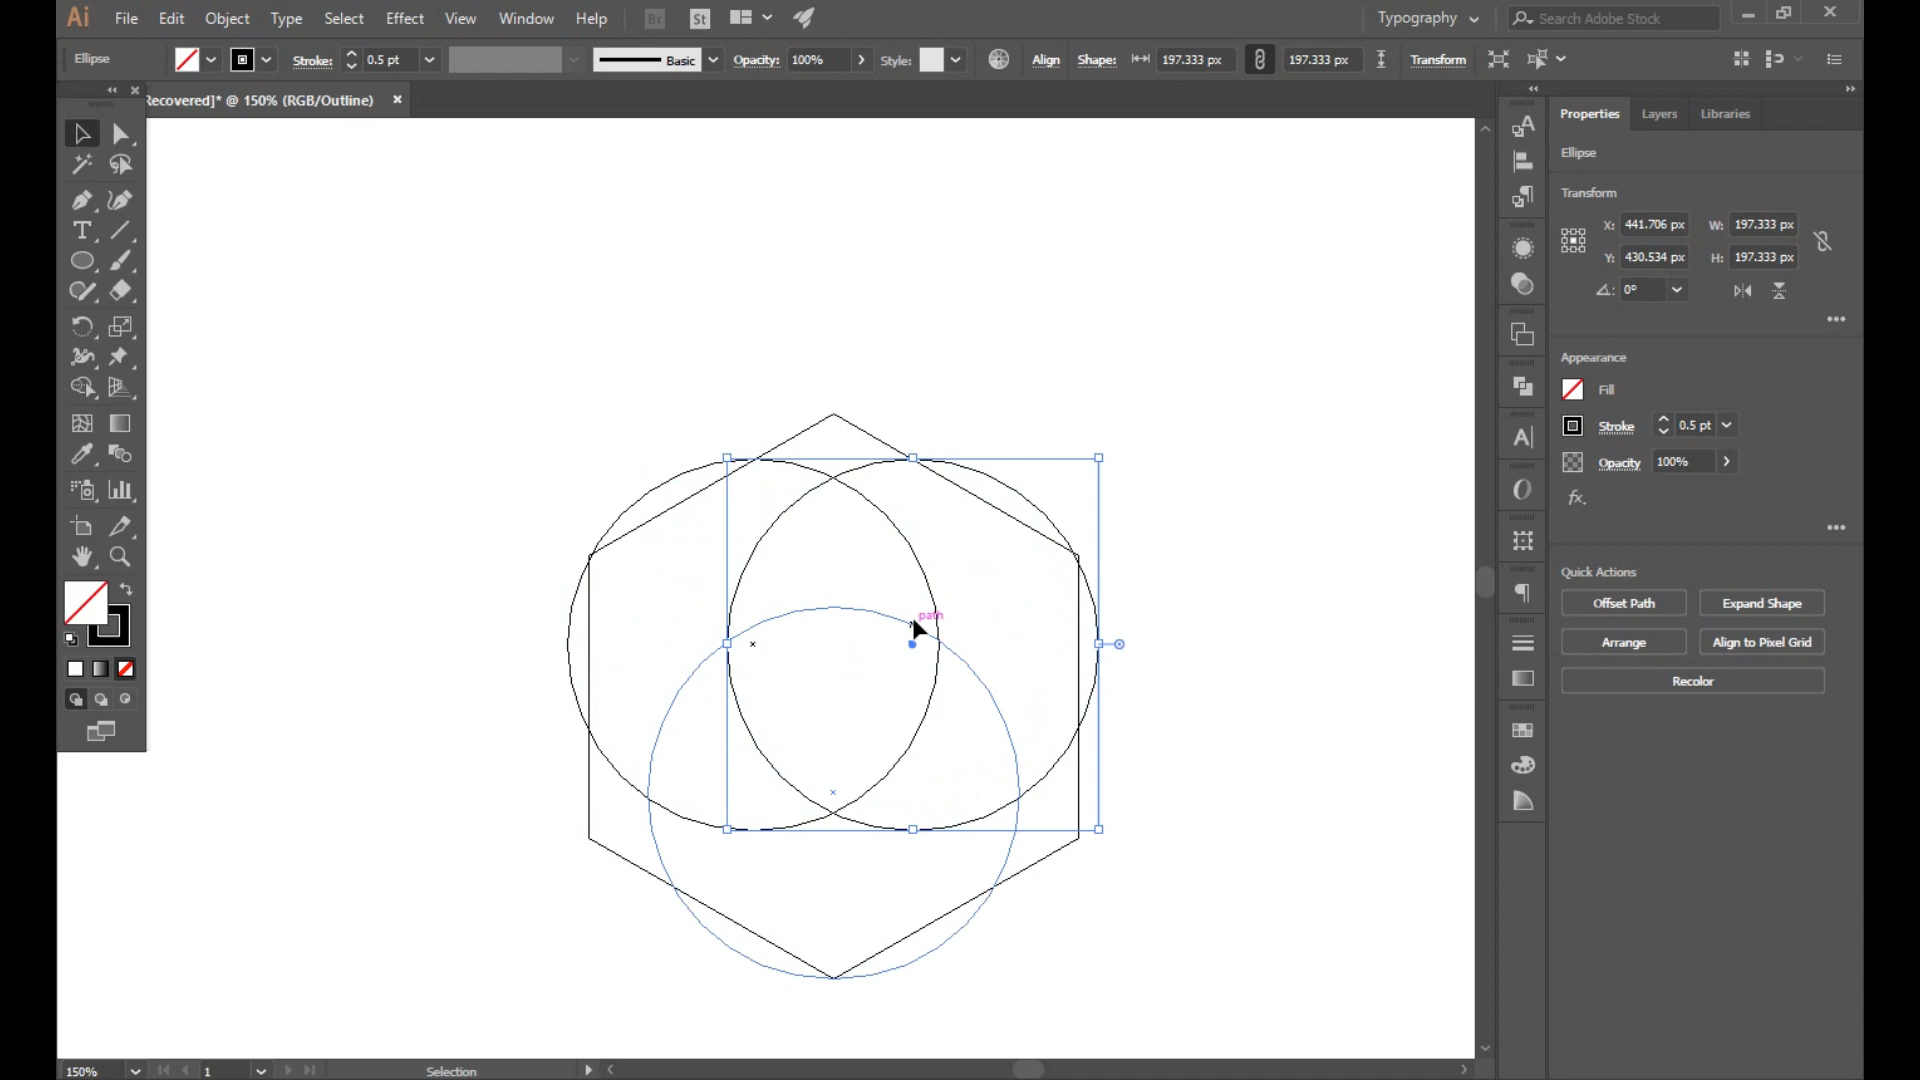 Ai File Edit Object Type Select Effect View Window Help Br St Typography Search Adobe Stock
Ellipse Stroke: 0.5 pt Basic Opacity: 100% Style: Align Shape: 197.333 px 197.333 px Transform
Recovered]* @ 150% (RGB/Outline)
Properties Layers Libraries
Ellipse
Transform
X: 441.706 px W: 197.333 px
Y: 430.534 px H: 197.333 px
0°
Appearance
Fill
Stroke 0.5 pt
Opacity 100%
fx.
Quick Actions
Offset Path Expand Shape
path
Arrange Align to Pixel Grid
Recolor
150% 1 Selection